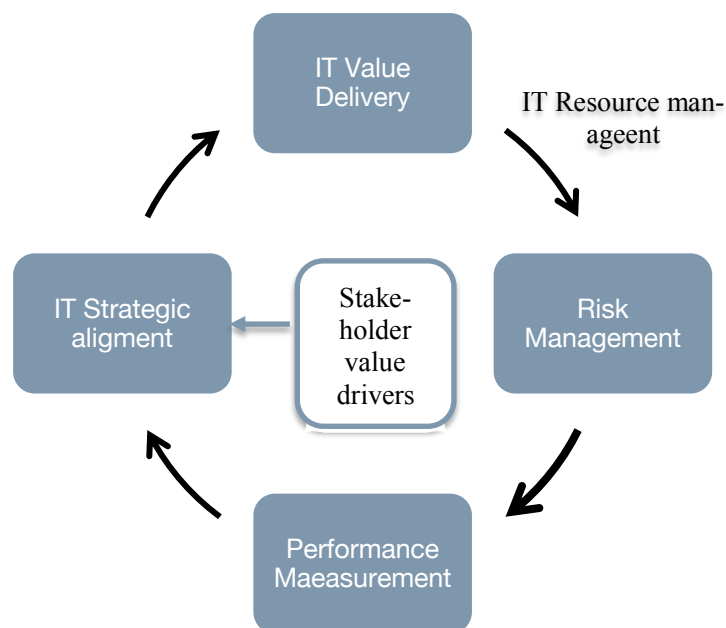 IT Value
Delivery
IT Resource man-
ageent
IT Strategic
aligment
Stake-
holder
value
drivers
Risk
Management
Performance
Maeasurement